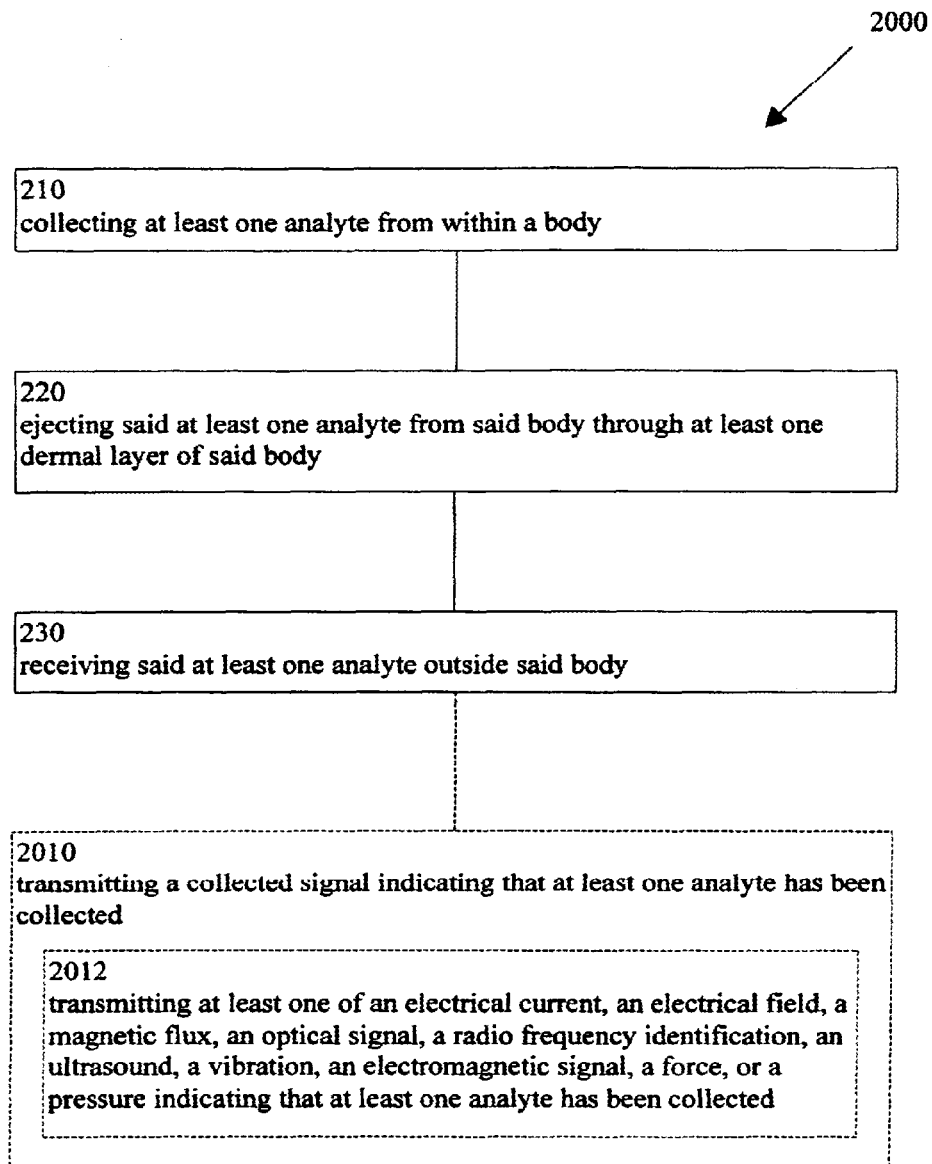 2000
210
collecting at least one analyte from within a body
220
ejecting said at least one analyte from said body through at least one
dermal layer of said body
230
receiving said at least one analyte outside said body
2010
transmitting a collected signal indicating that at least one analyte has been
collected
2012
transmitting at least one of an electrical current, an electrical field, a
magnetic flux, an optical signal, a radio frequency identification, an
ultrasound, a vibration, an electromagnetic signal, a force, or a
pressure indicating that at least one analyte has been collected